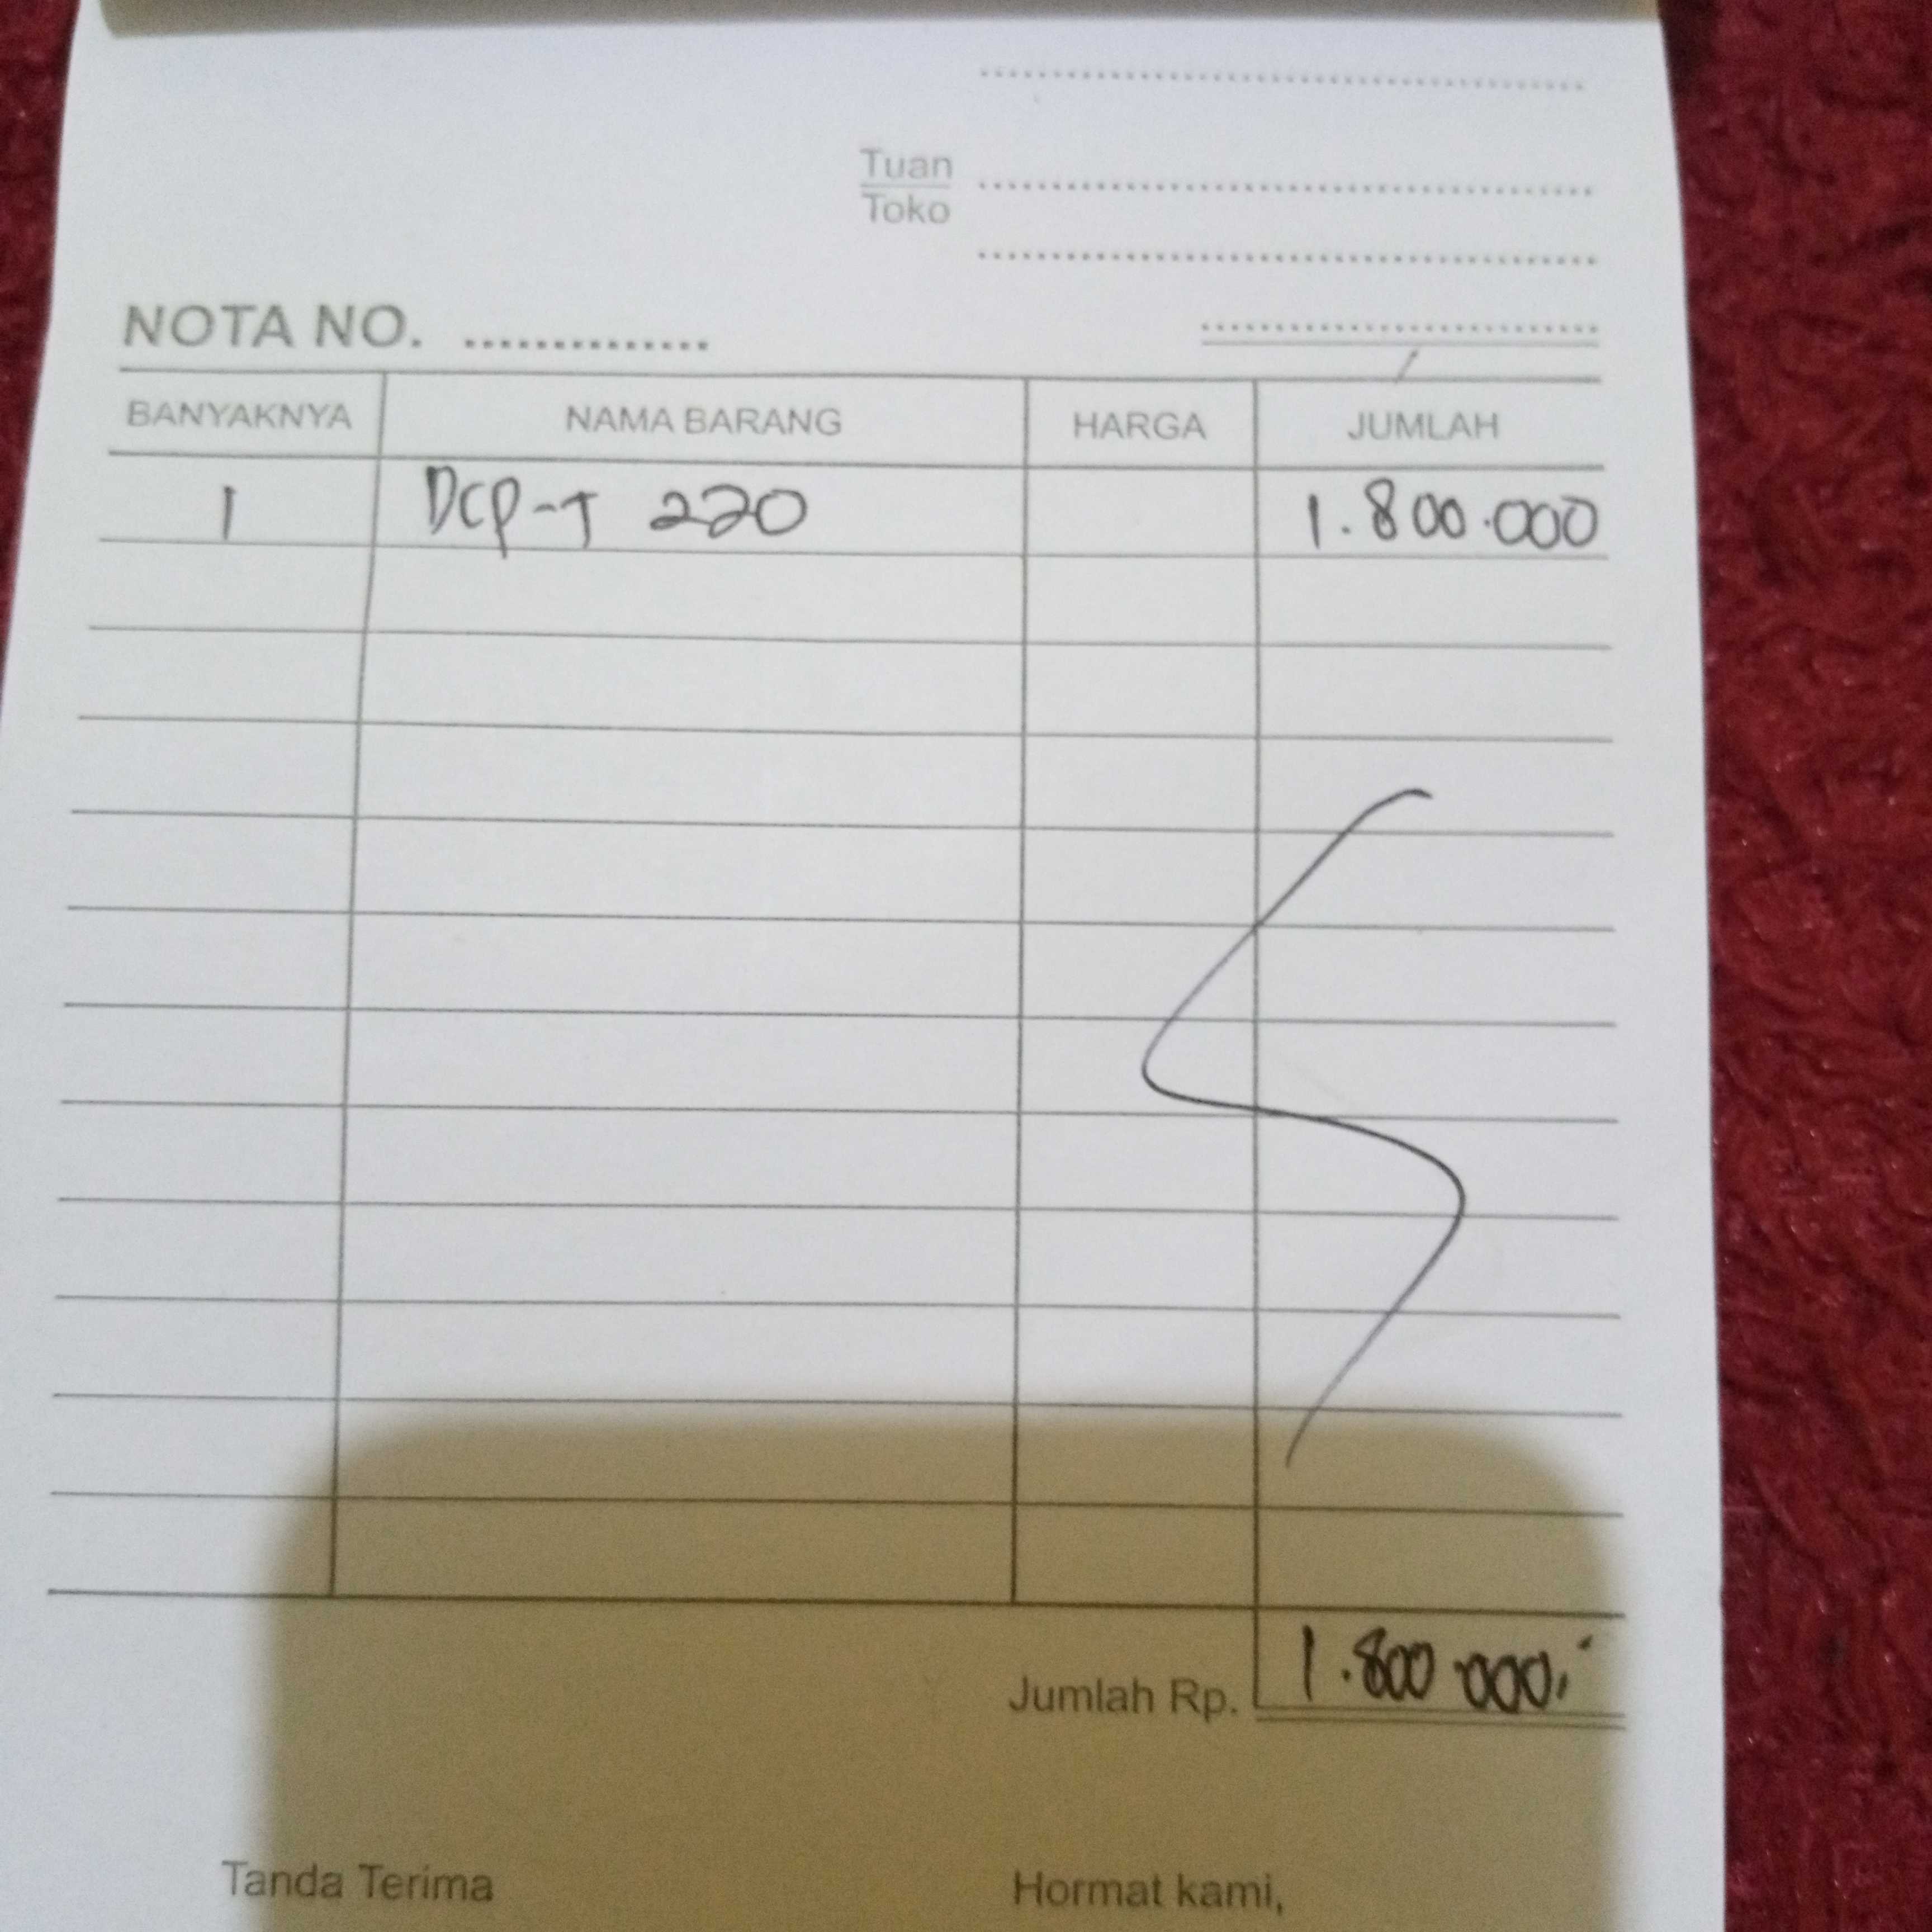 Tuan
Toko
NOTA NO. ..............
BANYAKNYA NAMA BARANG HARGA JUMLAH
1 DCP-T 220 1.800.000
Jumlah Rp. 1.800 000,-
Tanda Terima Hormat kami,